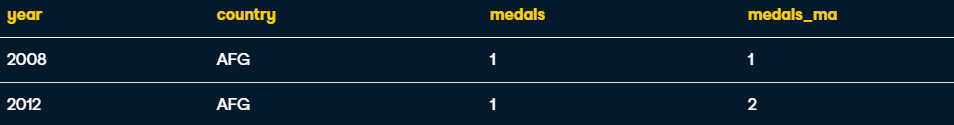 year country medals medals_ma
2008 AFG 1 1
2012 AFG 1 2